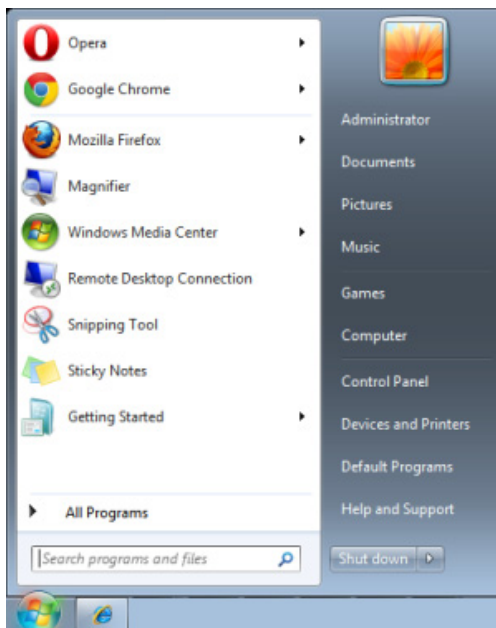 Opera
Google Chrome
Mozilla Firefox
Magnifier
Windows Media Center
Remote Desktop Connection
Snipping Tool
Sticky Notes
Getting Started
All Programs
Search programs and files
Administrator
Documents
Pictures
Music
Games
Computer
Control Panel
Devices and Printers
Default Programs
Help and Support
Shut down